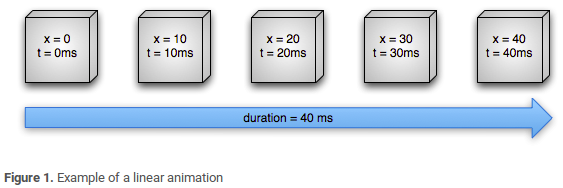 x = 0
t = 0ms
x = 10
t = 10ms
x = 20
t = 20ms
x = 30
t = 30ms
x = 40
t = 40ms
duration = 40 ms
Figure 1. Example of a linear animation